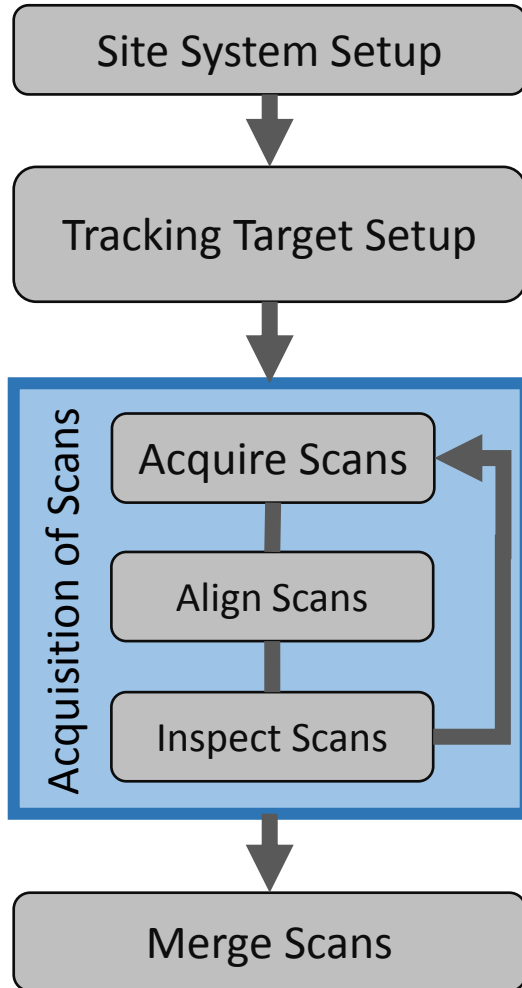 Site System Setup
Tracking Target Setup
Acquisition of Scans
Acquire Scans
Align Scans
Inspect Scans
Merge Scans